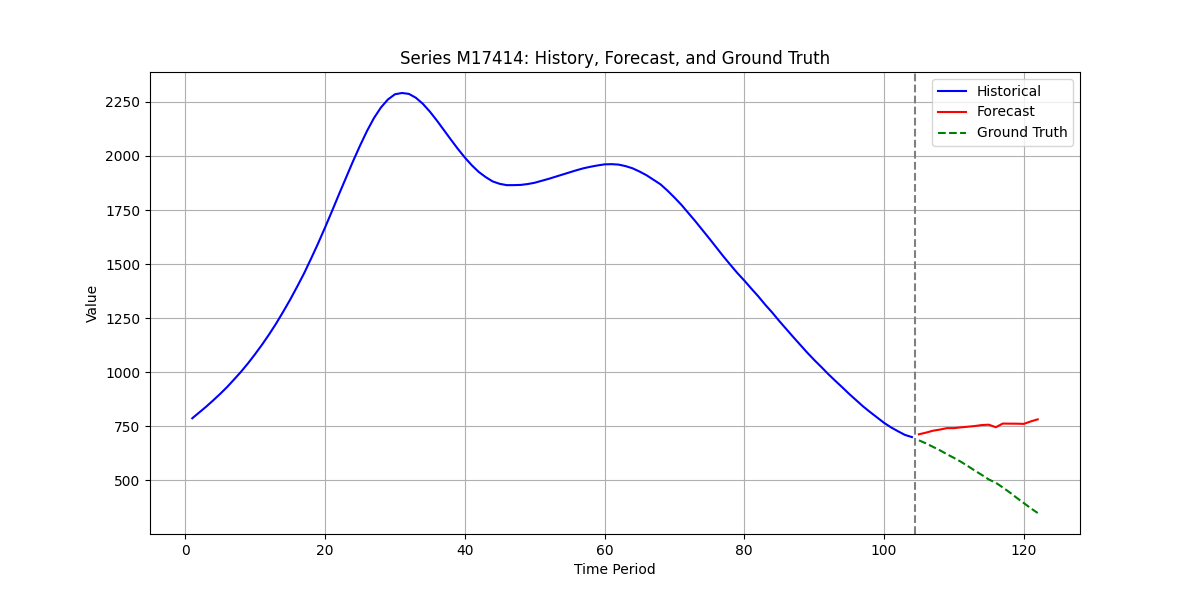 Series M17414: History, Forecast, and Ground Truth
Historical
Forecast
Ground Truth
2250
2000
1750
1500
1250
1000
750
500
Value
0 20 40 60 80 100 120
Time Period